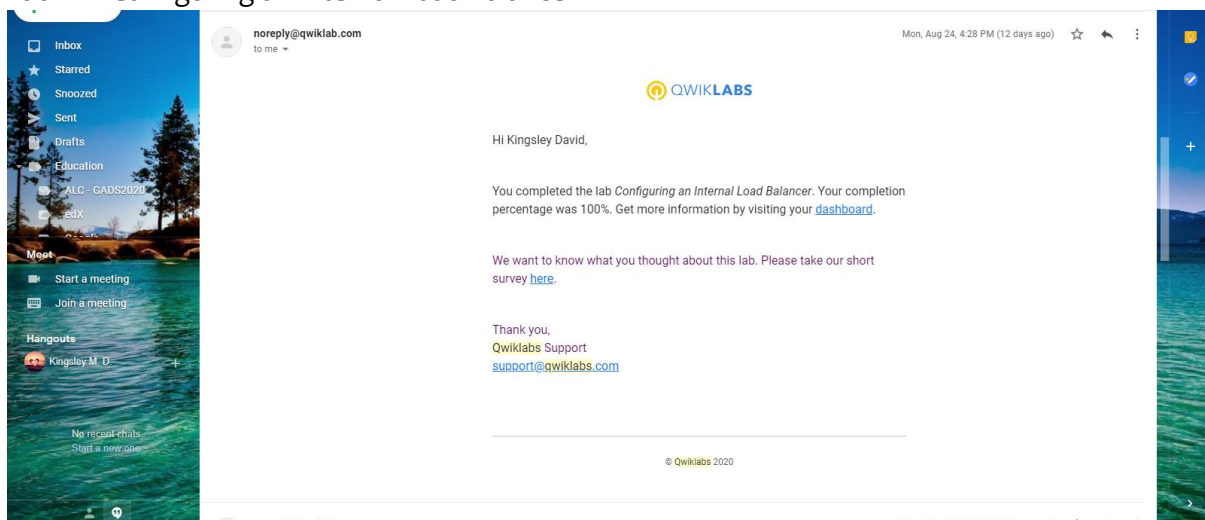 Inbox
Starred
Snoozed
Sent
Drafts
Education
ALC - GADS2020
edX
Meet
Start a meeting
Join a meeting
Hangouts
Kingsley M. D.
No recent chats
Start a new one
noreply@qwiklab.com
to me
Mon, Aug 24, 4:28 PM (12 days ago)
QWIKLABS
Hi Kingsley David,
You completed the lab Configuring an Internal Load Balancer. Your completion
percentage was 100%. Get more information by visiting your dashboard.
We want to know what you thought about this lab. Please take our short
survey here.
Thank you,
Qwiklabs Support
support@qwiklabs.com
© Qwiklabs 2020